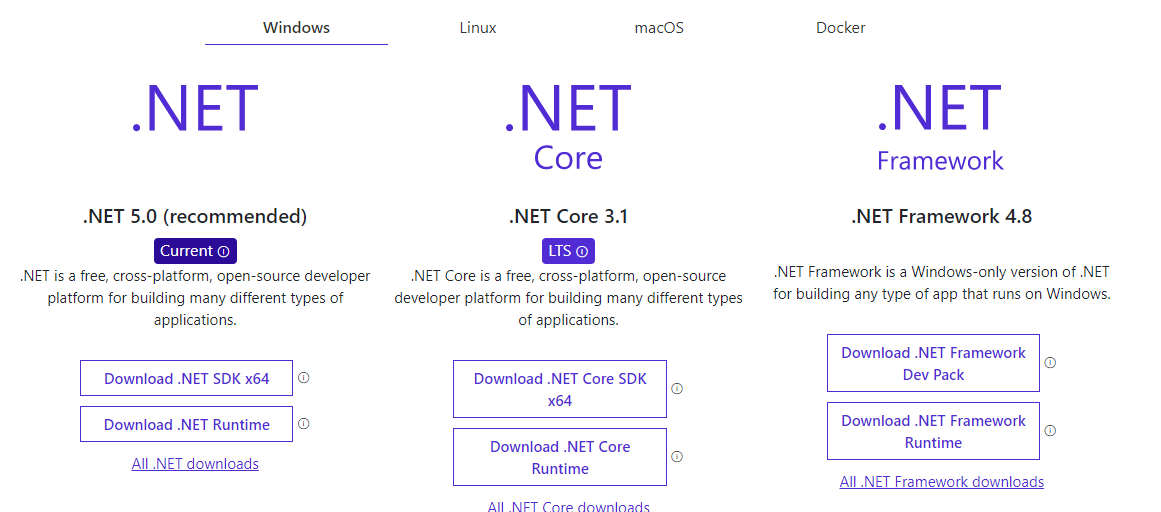 Windows
Linux
macOS
Docker
.NET
.NET 5.0 (recommended)
Current
.NET is a free, cross-platform, open-source developer
platform for building many different types of
applications.
Download .NET SDK x64
Download .NET Runtime
All .NET downloads
.NET
Core
.NET Core 3.1
LTS
.NET Core is a free, cross-platform, open-source
developer platform for building many different types
of applications.
Download .NET Core SDK
x64
Download .NET Core
Runtime
All .NET Core downloads
.NET
Framework
.NET Framework 4.8
.NET Framework is a Windows-only version of .NET
for building any type of app that runs on Windows.
Download .NET Framework
Dev Pack
Download .NET Framework
Runtime
All .NET Framework downloads